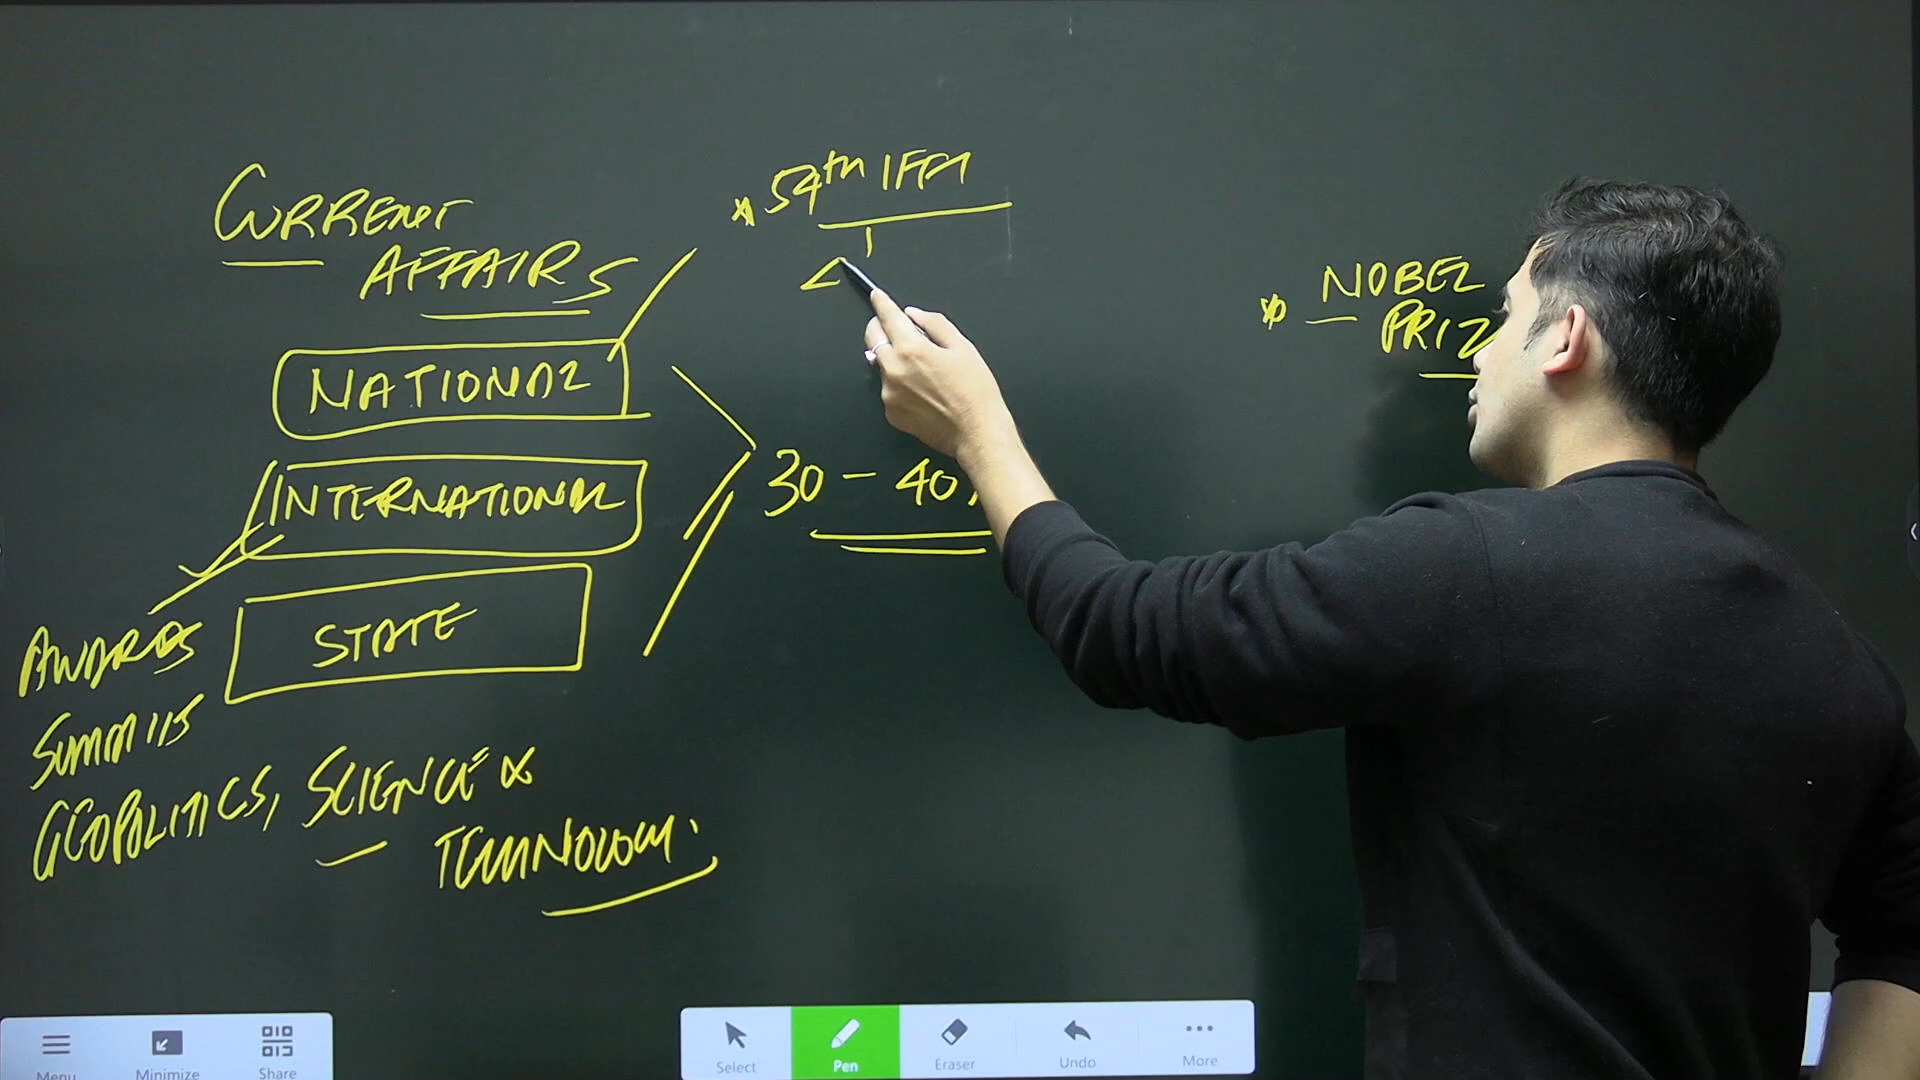 CURRENT
AFFAIRS
NATIONAL
INTERNATIONAL
STATE
AWARDS
SUMMITS
GEOPOLITICS, SCIENCE &
TECHNOLOGY.
* 54th IFFI
30 - 40
* NOBEL
PRIZ
Menu
Minimize
Share
Select
Pen
Eraser
Undo
More